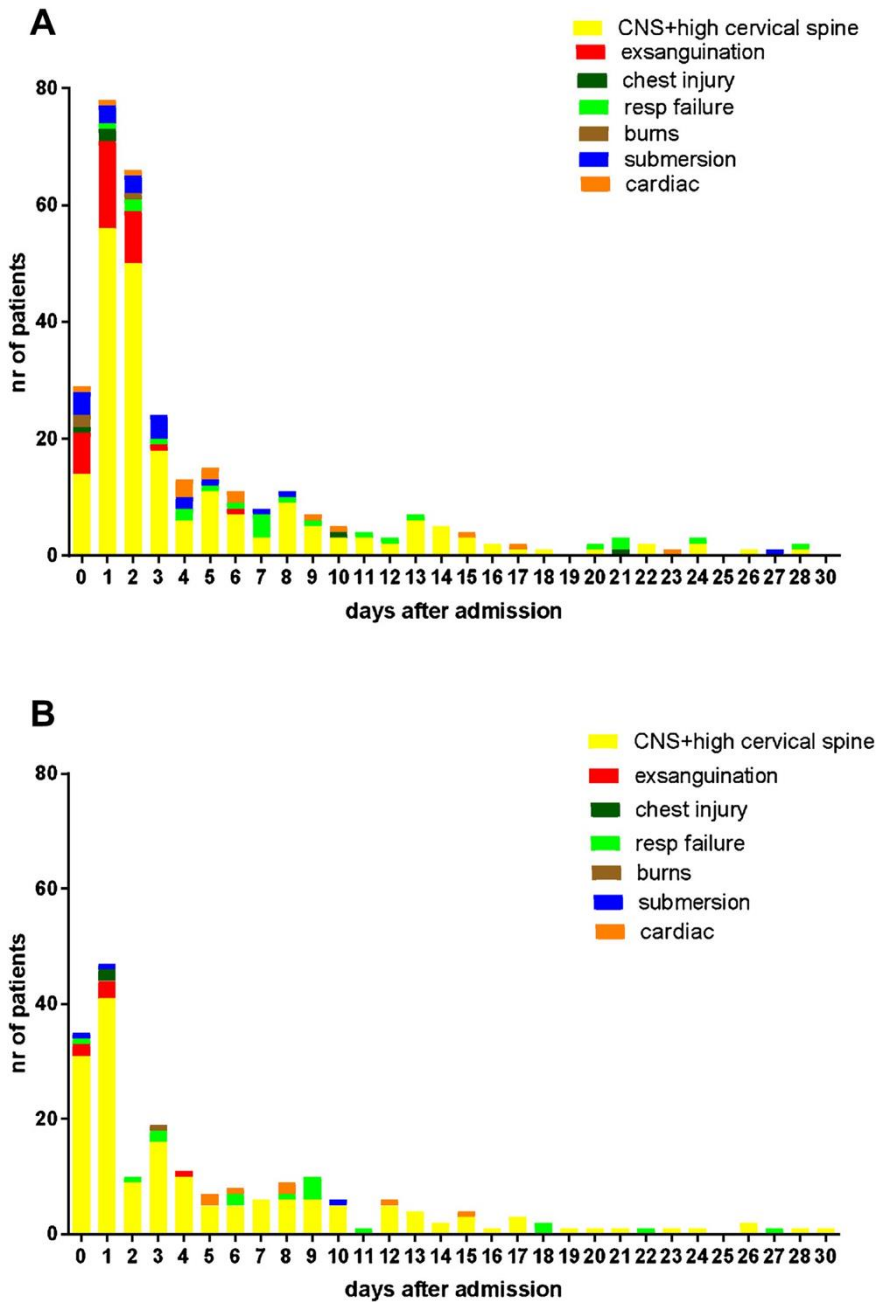 A
CNS+high cervical spine
exsanguination
chest injury
resp failure
burns
submersion
cardiac
80
60
40
20
0
nr of patients
0 1 2 3 4 5 6 7 8 9 10 11 12 13 14 15 16 17 18 19 20 21 22 23 24 25 26 27 28 30
days after admission
B
CNS+high cervical spine
exsanguination
chest injury
resp failure
burns
submersion
cardiac
80
60
40
20
0
nr of patients
0 1 2 3 4 5 6 7 8 9 10 11 12 13 14 15 16 17 18 19 20 21 22 23 24 25 26 27 28 30
days after admission